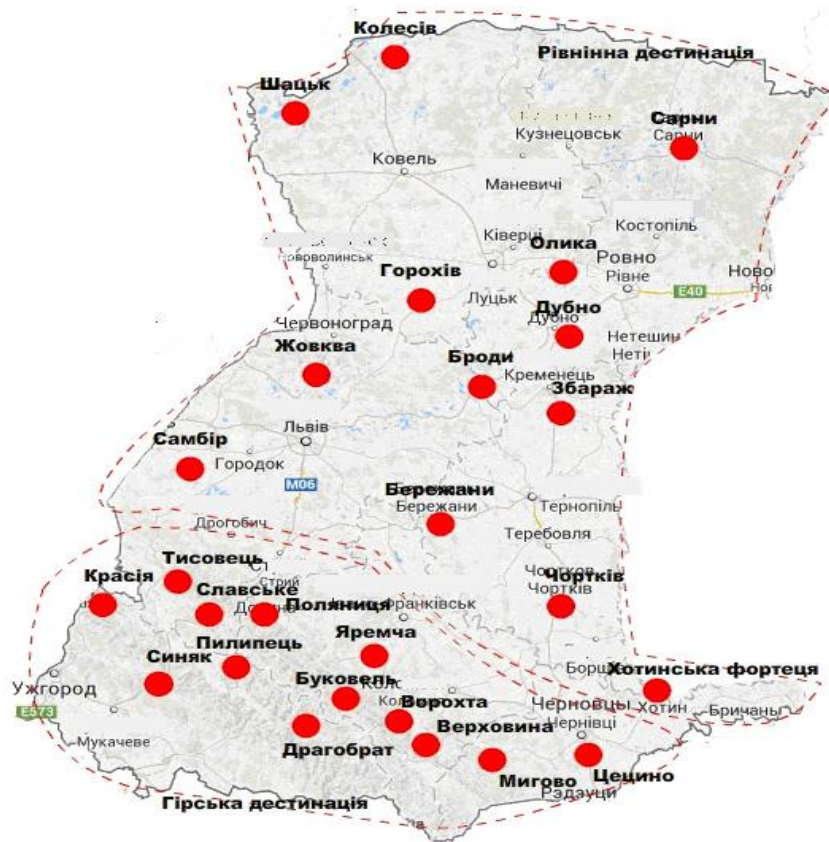 Колесів
Рівнінна дестинація
Шацьк
Сарни
Сарни
Кузнецовськ
Ковель
Маневичі
Костопіль
Ківерці
Олика
Нововолинськ
Ровно
Рівне
Ново
Горохів
Луцьк
E40
Дубно
Дубно
Червоноград
Нетешин
Неті
Жовква
Броди
Кременець
Збараж
Львів
Самбір
Городок
M06
Бережани
Бережани
Тернопіль
Дрогобич
Теребовля
Тисовець
Стрий
Чортков
Чортків
Чортків
Красія
Славське
Поляниця
Франківськ
Яремча
Пилипець
Синяк
Борщ
Хотинська фортеця
Ужгород
Буковель
Ворохта
Черновцы
Хотин
Бричаны
E573
Чернівці
Мукачеве
Драгобрат
Верховина
Мигово
Цецино
Рэдэуци
Гірська дестинація